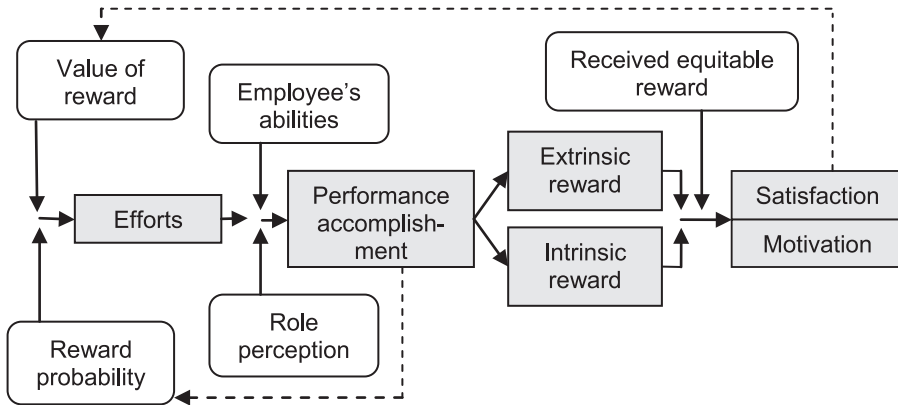 Value of
reward
Employee's
abilities
Received equitable
reward
Efforts
Performance
accomplish-
ment
Extrinsic
reward
Intrinsic
reward
Satisfaction
Motivation
Reward
probability
Role
perception